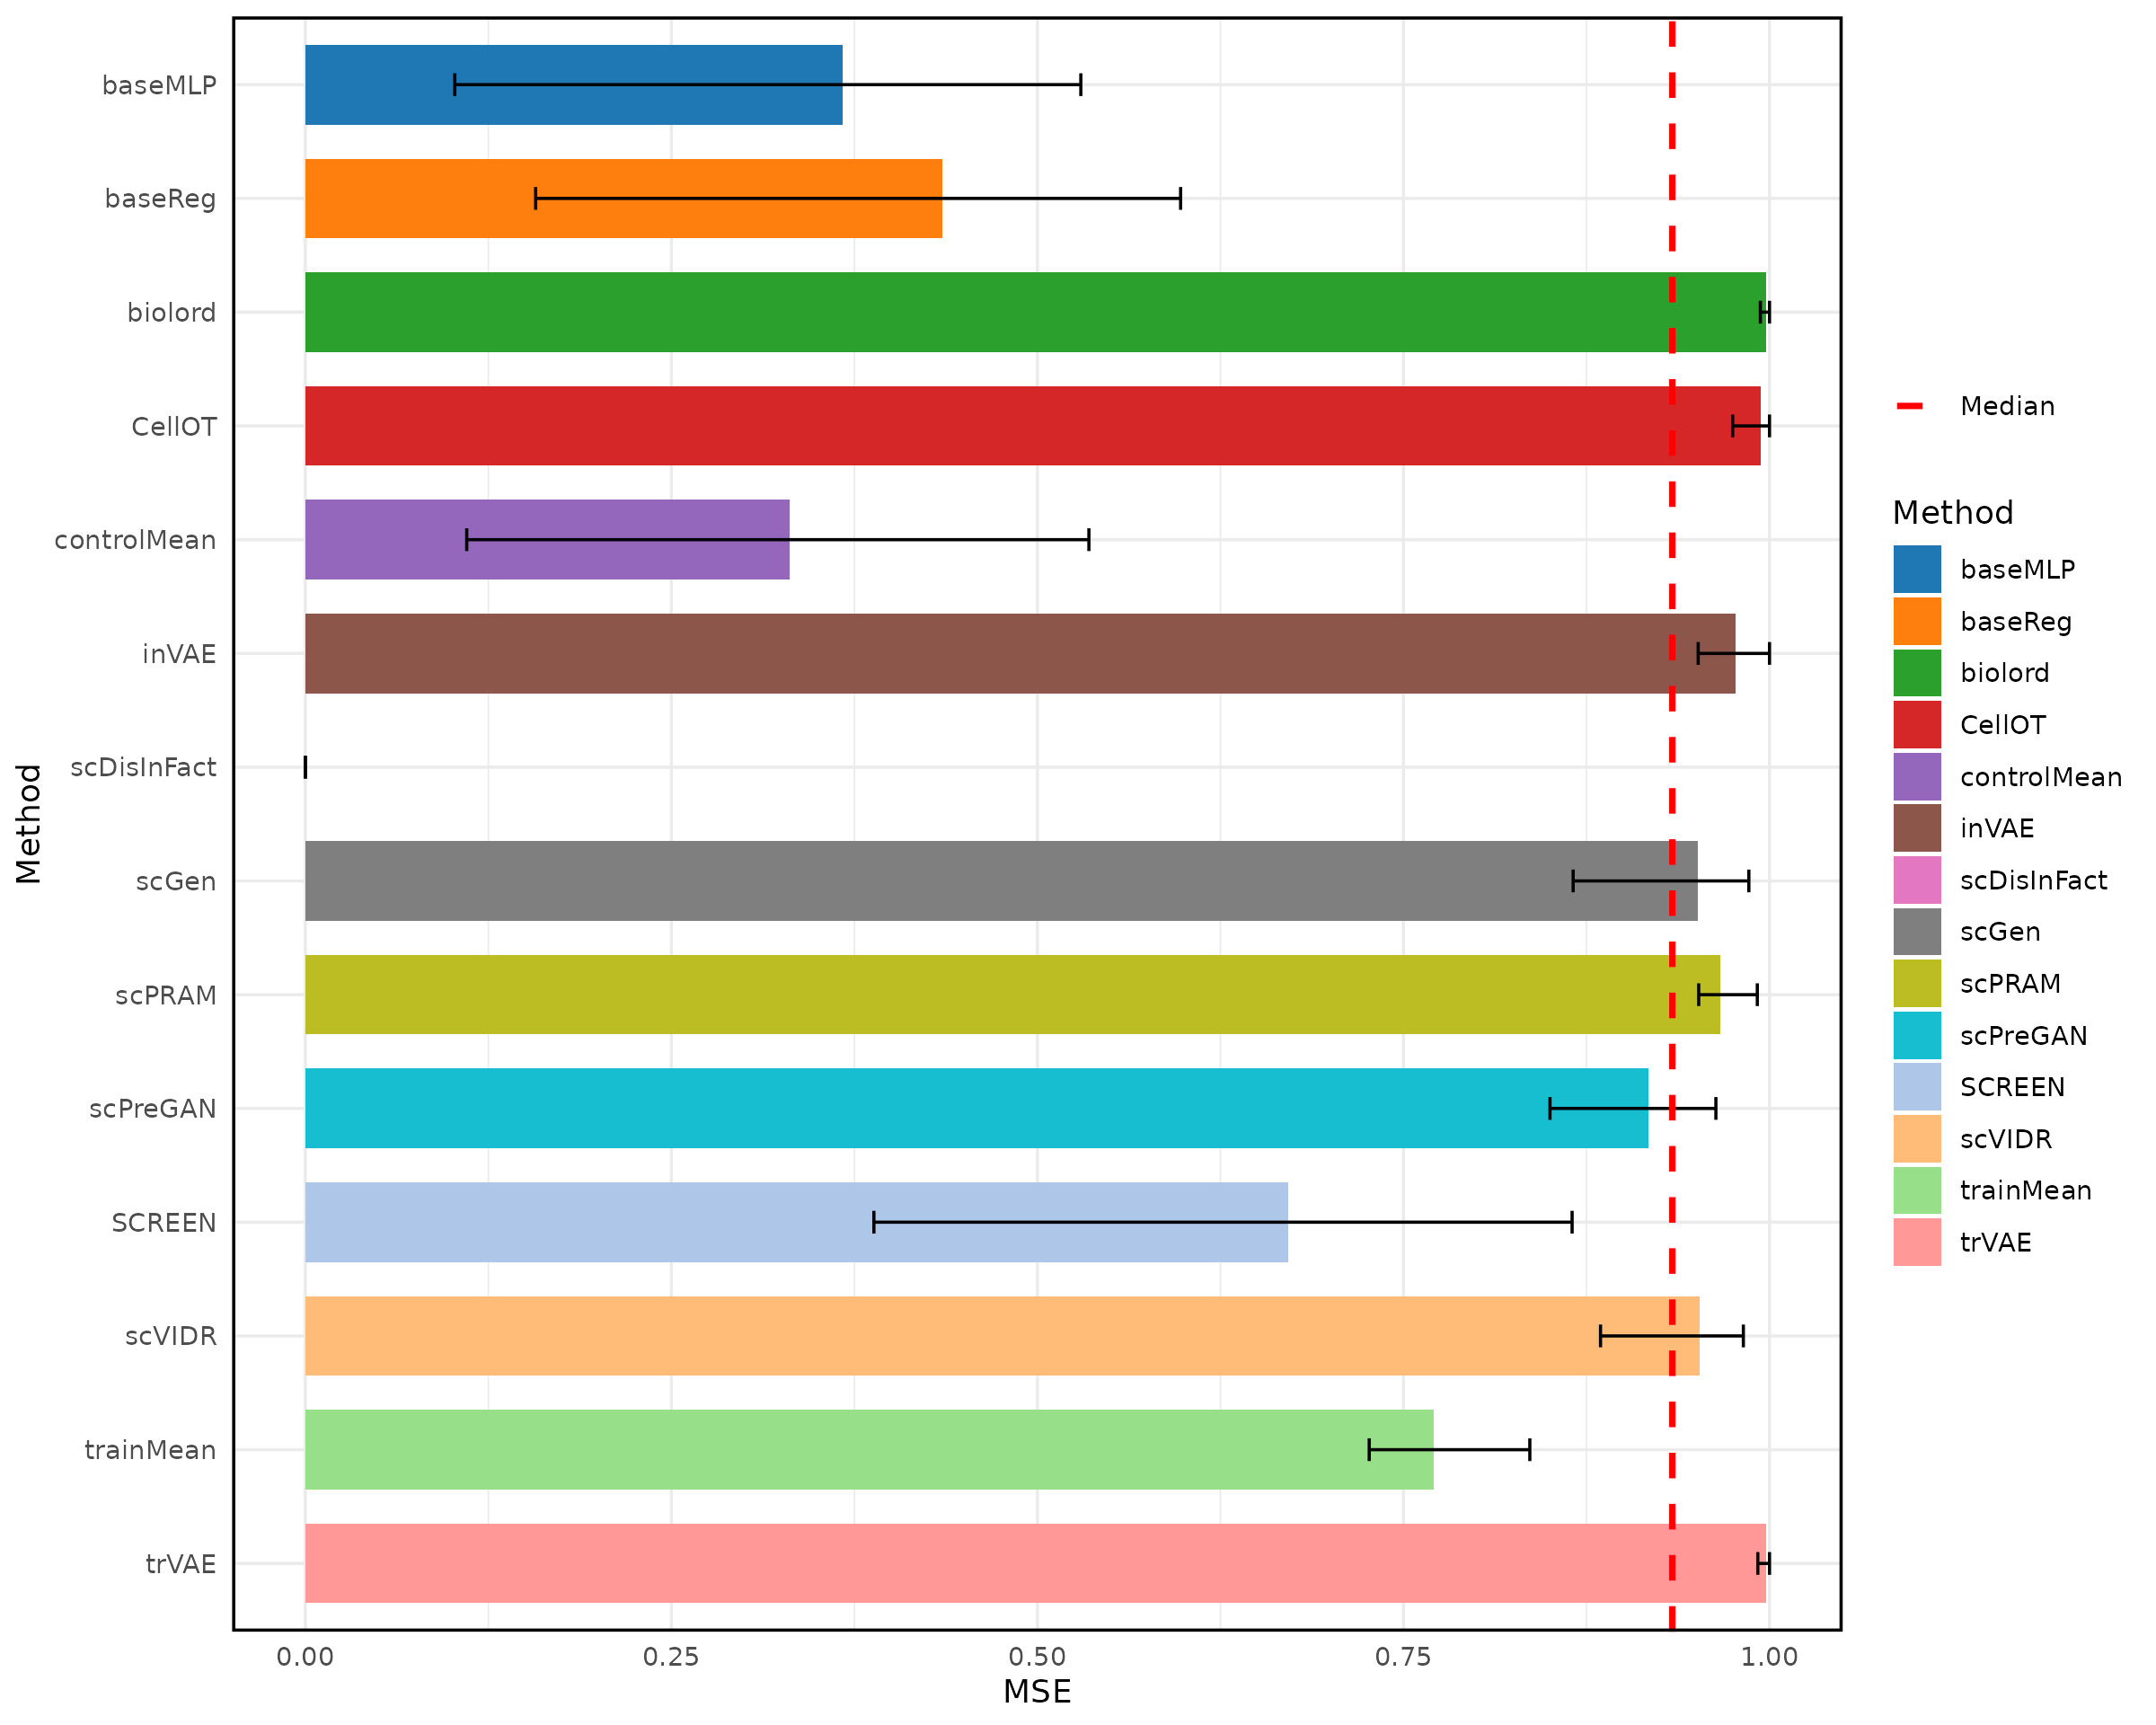 baseMLP
baseReg
biolord
CellOT
controlMean
inVAE
scDisInFact
scGen
scPRAM
scPreGAN
SCREEN
scVIDR
trainMean
trVAE
Method
0.00 0.25 0.50 0.75 1.00
MSE
Median
Method
baseMLP
baseReg
biolord
CellOT
controlMean
inVAE
scDisInFact
scGen
scPRAM
scPreGAN
SCREEN
scVIDR
trainMean
trVAE